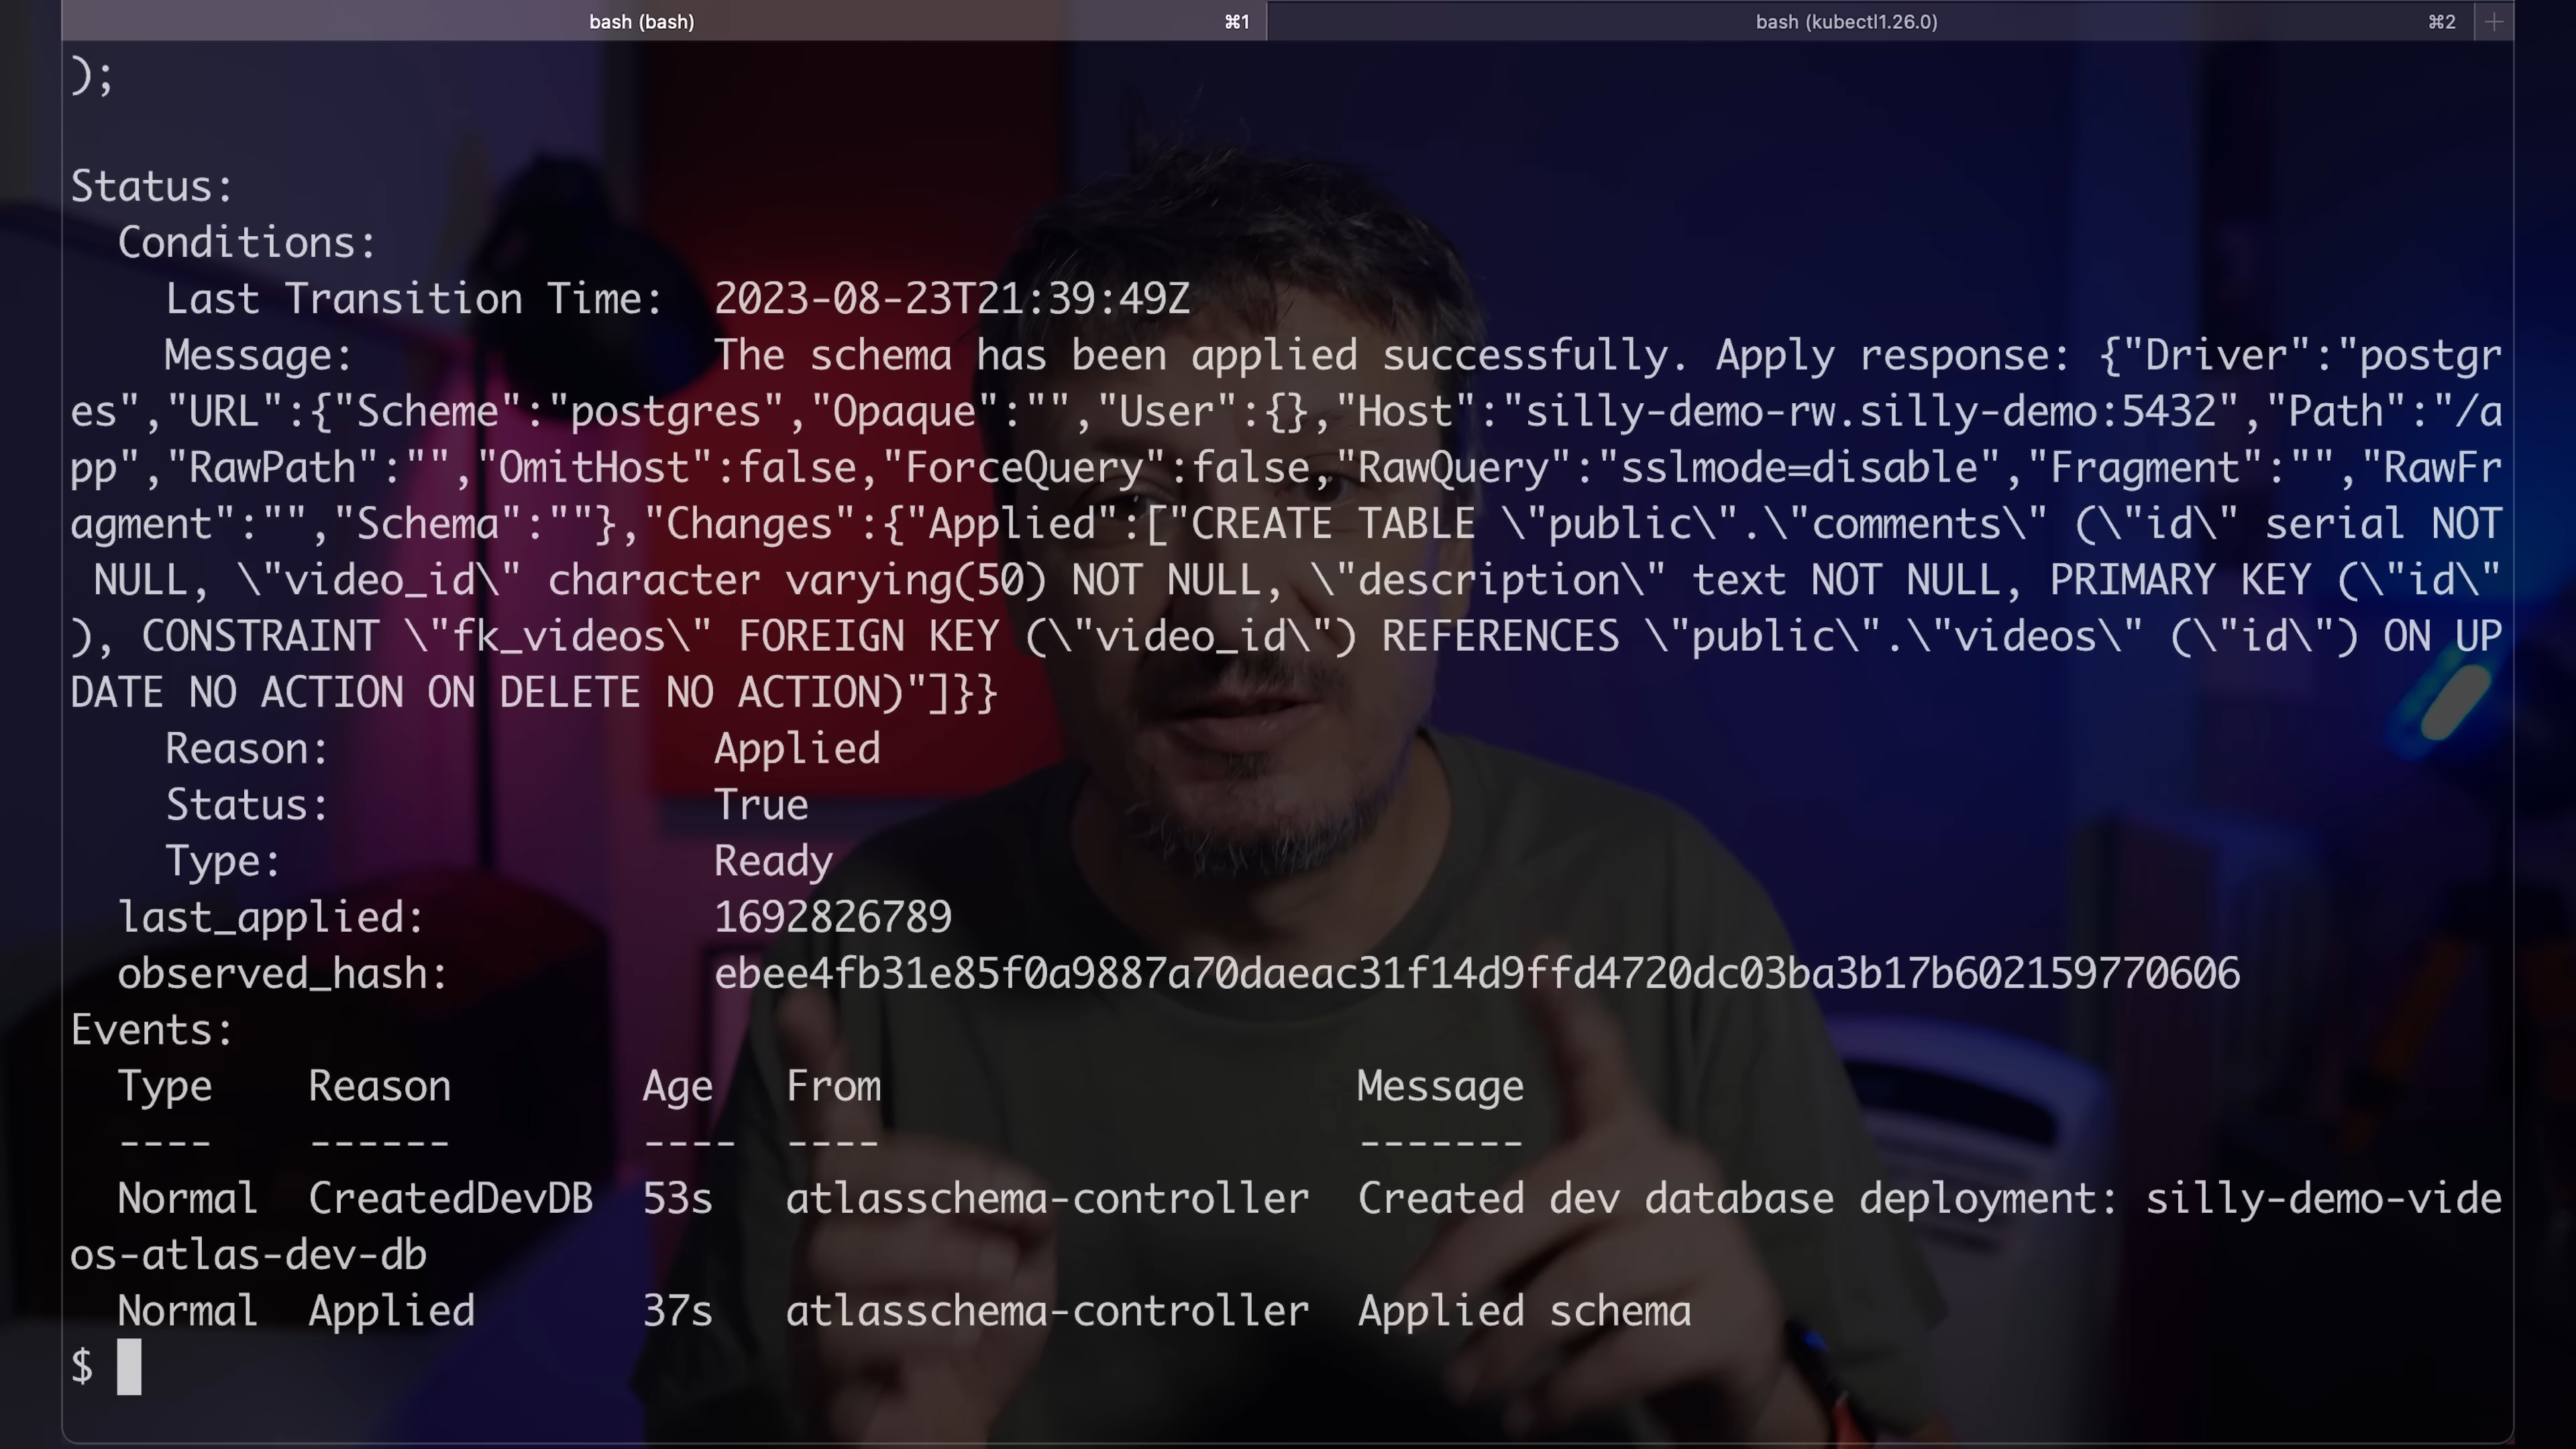 bash (bash) ⌘1 bash (kubectl1.26.0) ⌘2 +
);
Status:
Conditions:
Last Transition Time: 2023-08-23T21:39:49Z
Message: The schema has been applied successfully. Apply response: {"Driver":"postgr
es","URL":{"Scheme":"postgres","Opaque":"","User":{},"Host":"silly-demo-rw.silly-demo:5432","Path":"/a
pp","RawPath":"","OmitHost":false,"ForceQuery":false,"RawQuery":"sslmode=disable","Fragment":"","RawFr
agment":"","Schema":""},"Changes":{"Applied":["CREATE TABLE \"public\".\"comments\" (\"id\" serial NOT
NULL, \"video_id\" character varying(50) NOT NULL, \"description\" text NOT NULL, PRIMARY KEY (\"id\"
), CONSTRAINT \"fk_videos\" FOREIGN KEY (\"video_id\") REFERENCES \"public\".\"videos\" (\"id\") ON UP
DATE NO ACTION ON DELETE NO ACTION)"]}}
Reason: Applied
Status: True
Type: Ready
last_applied: 1692826789
observed_hash: ebee4fb31e85f0a9887a70daeac31f14d9ffd4720dc03ba3b17b602159770606
Events:
Type Reason Age From Message
---- ------ ---- ---- -------
Normal CreatedDevDB 53s atlasschema-controller Created dev database deployment: silly-demo-vide
os-atlas-dev-db
Normal Applied 37s atlasschema-controller Applied schema
$